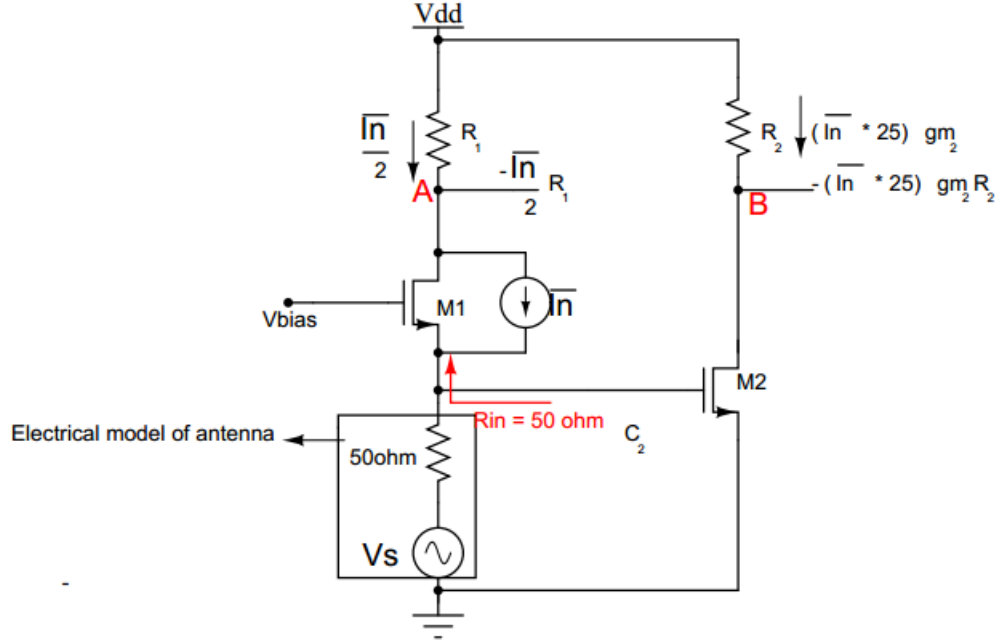 Vdd
In
2
R1
A
-In
2
R1
R2
(In * 25) gm2
-(In * 25) gm2 R2
B
M1
In
Vbias
M2
Rin = 50 ohm
C2
Electrical model of antenna
50ohm
Vs
-